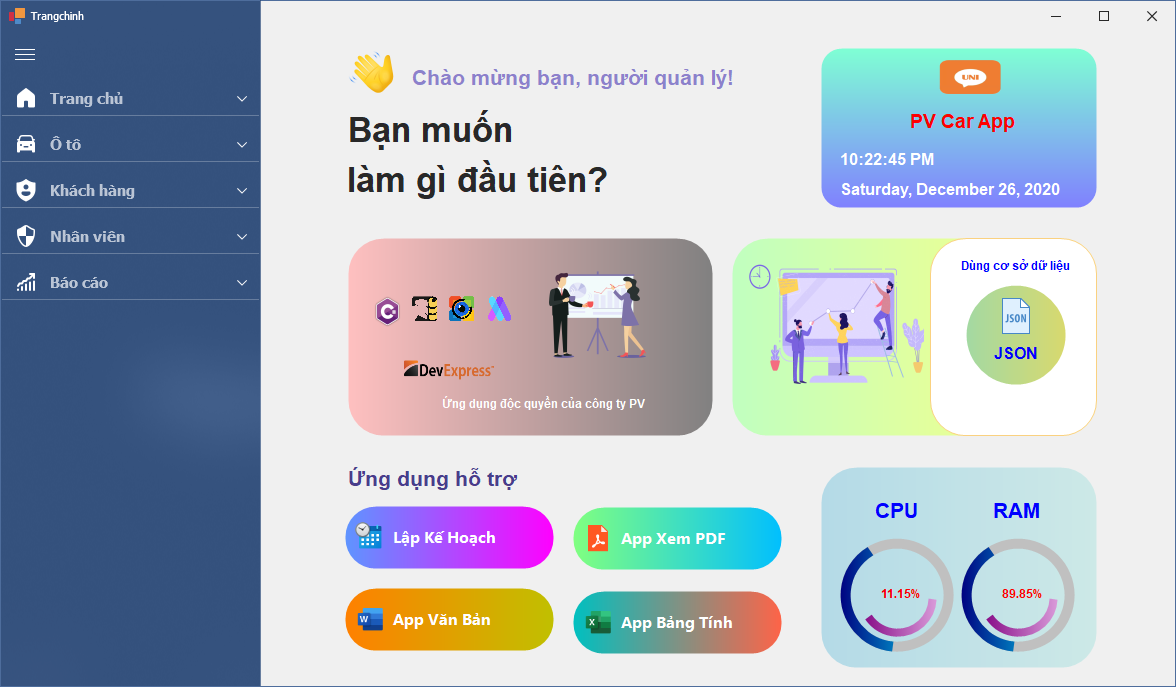 Trangchinh
Trang chủ
Ô tô
Khách hàng
Nhân viên
Báo cáo
Chào mừng bạn, người quản lý!
Bạn muốn
làm gì đầu tiên?
UNI
PV Car App
10:22:45 PM
Saturday, December 26, 2020
DevExpress
Ứng dụng độc quyền của công ty PV
Dùng cơ sở dữ liệu
JSON
JSON
Ứng dụng hỗ trợ
Lập Kế Hoạch
App Xem PDF
App Văn Bản
App Bảng Tính
CPU
RAM
11.15%
89.85%